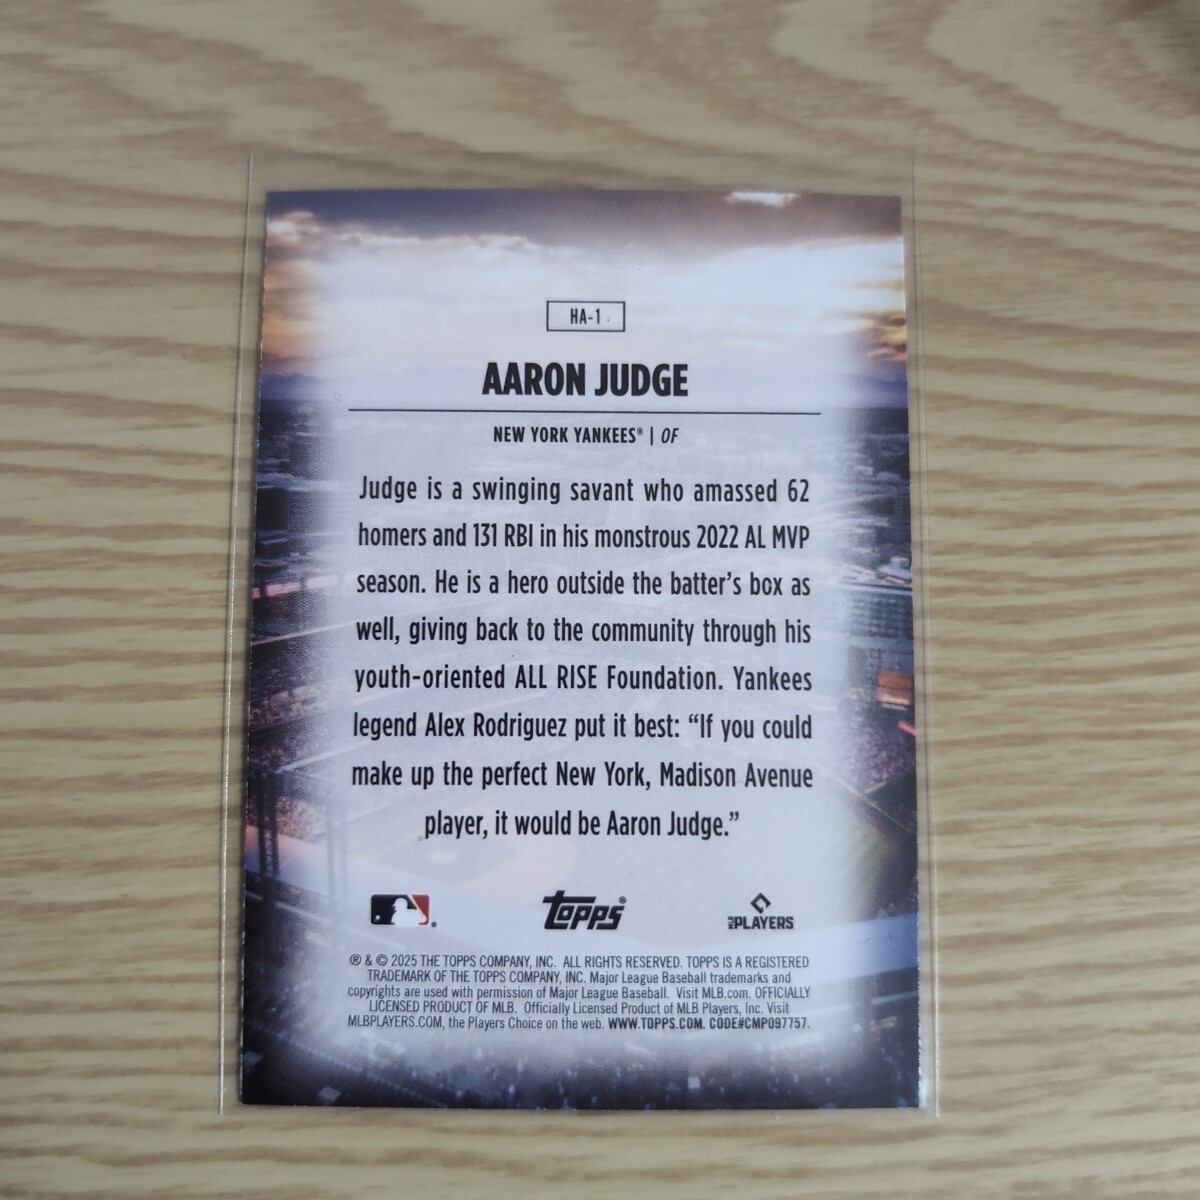 HA-1
AARON JUDGE
NEW YORK YANKEES® | OF
Judge is a swinging savant who amassed 62
homers and 131 RBI in his monstrous 2022 AL MVP
season. He is a hero outside the batter's box as
well, giving back to the community through his
youth-oriented ALL RISE Foundation. Yankees
legend Alex Rodriguez put it best: “If you could
make up the perfect New York, Madison Avenue
player, it would be Aaron Judge.”
Topps®
MLB PLAYERS
® & © 2025 THE TOPPS COMPANY, INC. ALL RIGHTS RESERVED. TOPPS IS A REGISTERED
TRADEMARK OF THE TOPPS COMPANY, INC. Major League Baseball trademarks and
copyrights are used with permission of Major League Baseball. Visit MLB.com. OFFICIALLY
LICENSED PRODUCT OF MLB. Officially Licensed Product of MLB Players, Inc. Visit
MLBPLAYERS.COM, the Players Choice on the web. WWW.TOPPS.COM. CODE#CMP097757.